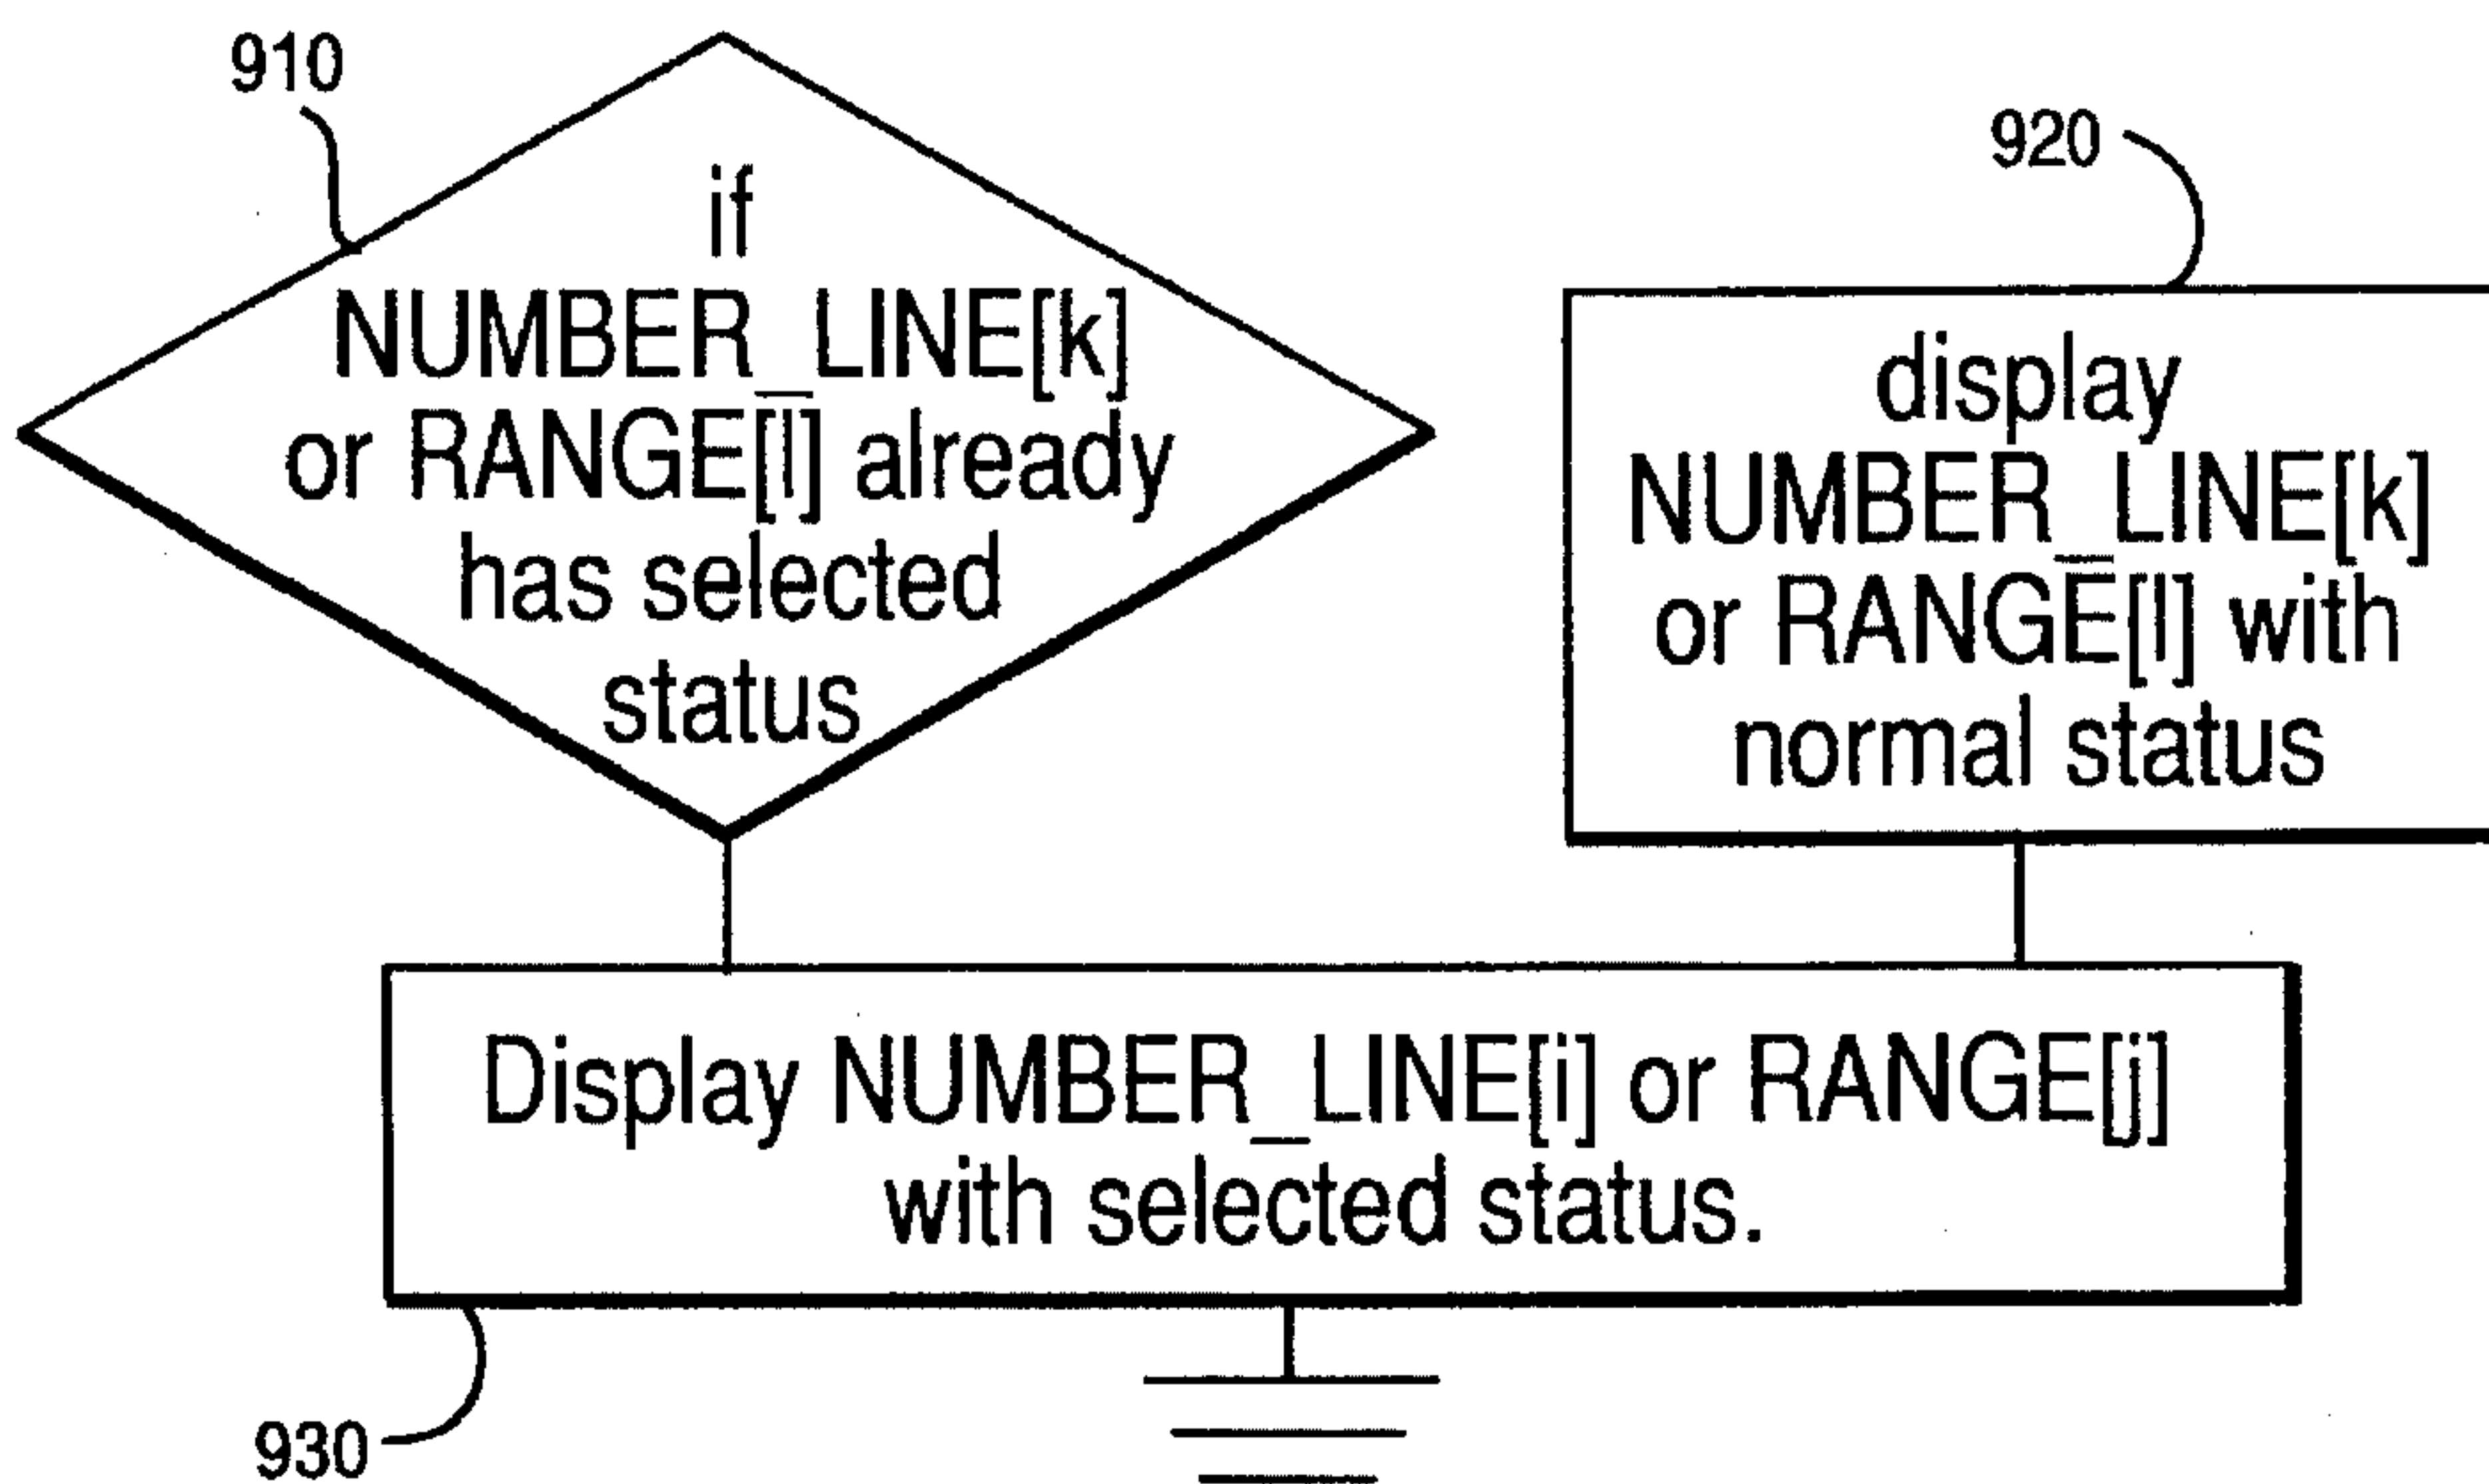 910
if
NUMBER_LINE[k]
or RANGE[l] already
has selected
status
920
display
NUMBER_LINE[k]
or RANGE[l] with
normal status
Display NUMBER_LINE[i] or RANGE[j]
with selected status.
930